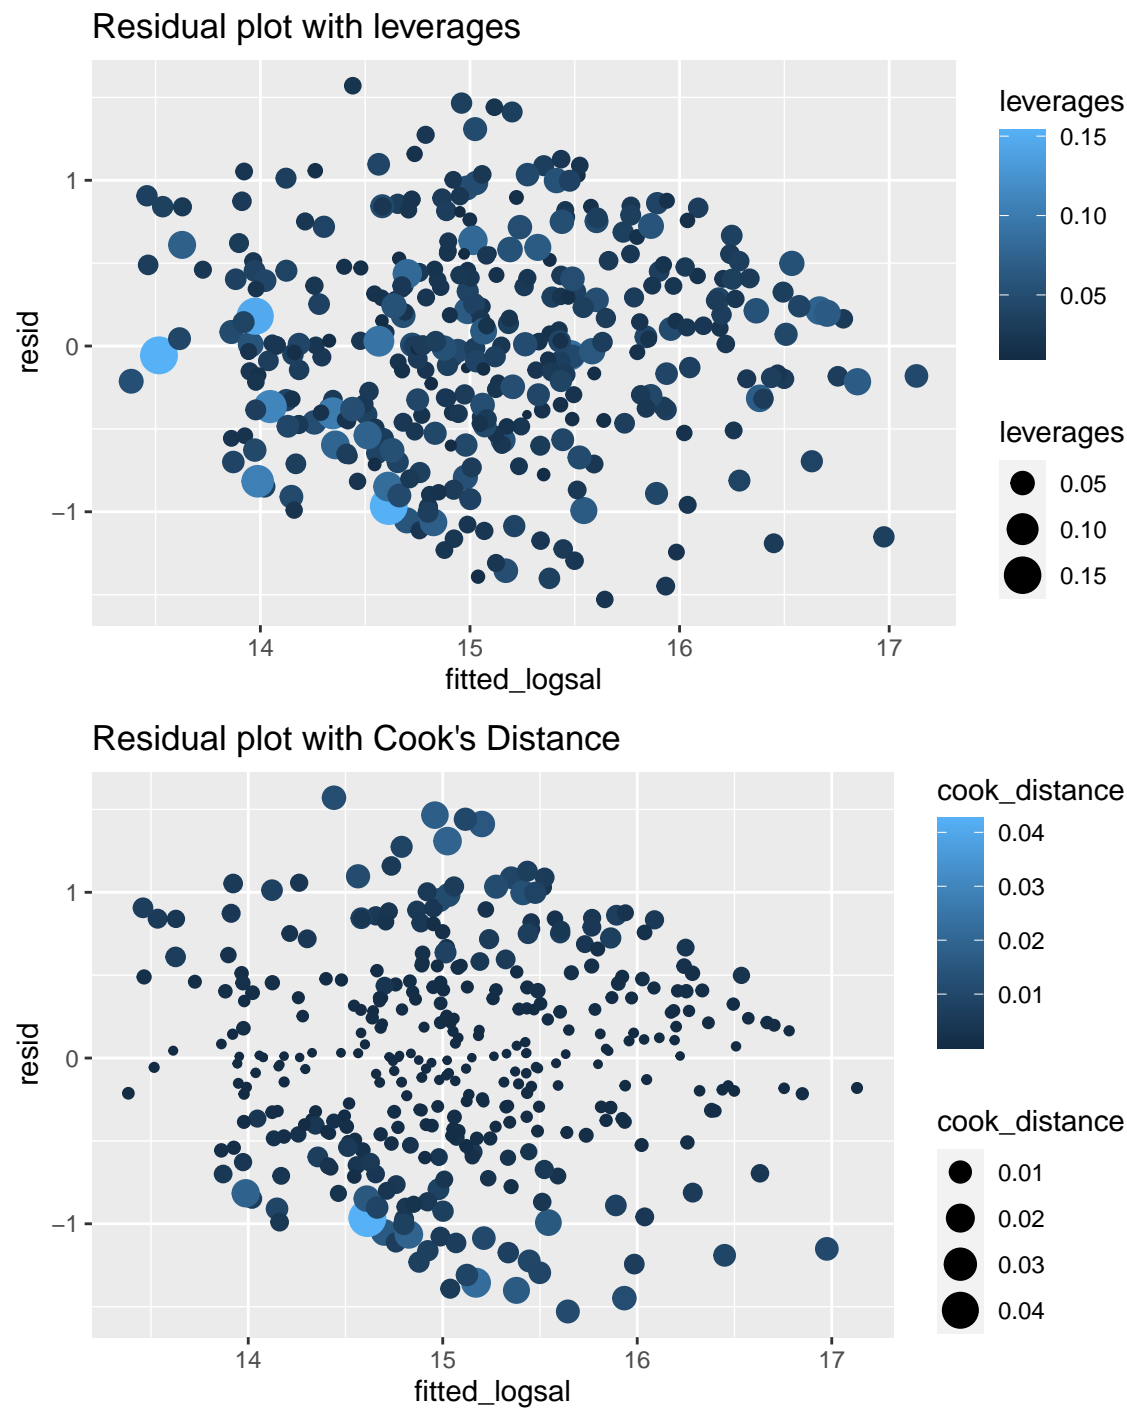 Residual plot with leverages
resid
1
0
−1
14 15 16 17
fitted_logsal
leverages
0.15
0.10
0.05
leverages
0.05
0.10
0.15
Residual plot with Cook's Distance
resid
1
0
−1
14 15 16 17
fitted_logsal
cook_distance
0.04
0.03
0.02
0.01
cook_distance
0.01
0.02
0.03
0.04